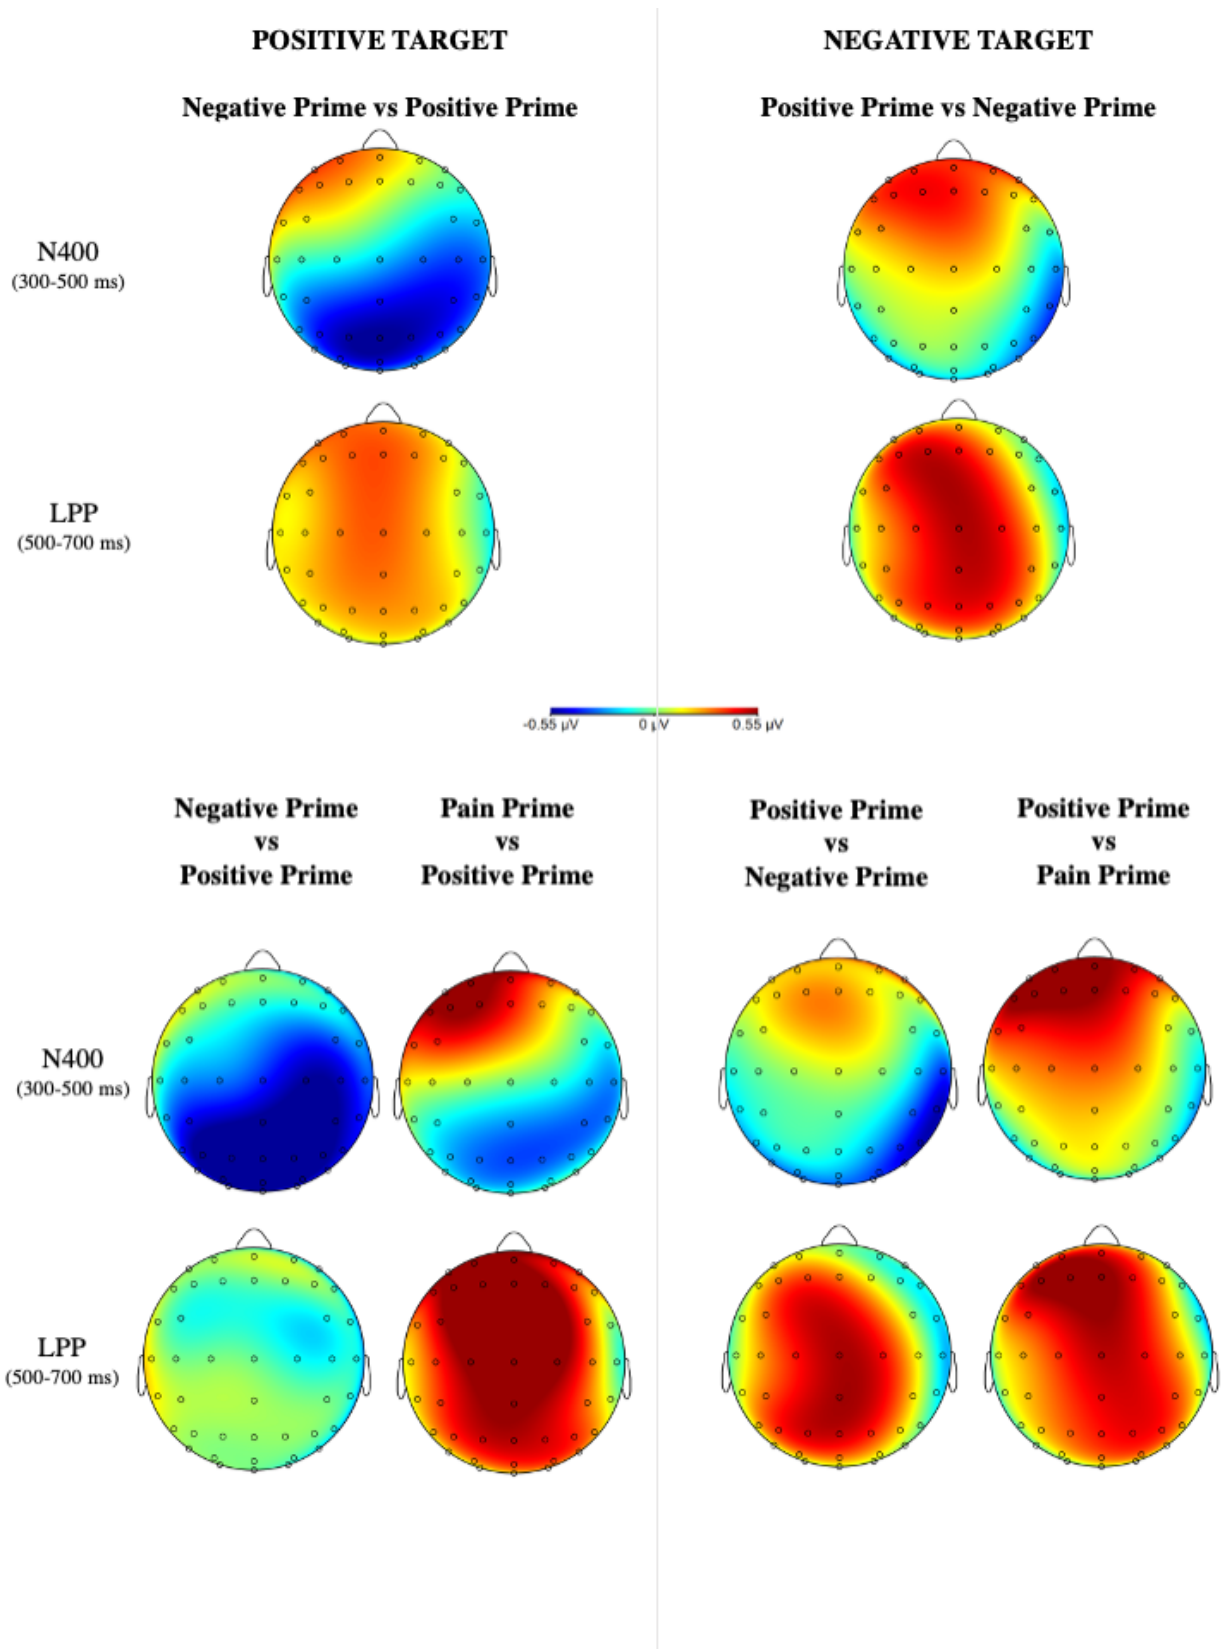 POSITIVE TARGET
NEGATIVE TARGET
Negative Prime vs Positive Prime
Positive Prime vs Negative Prime
N400
(300-500 ms)
LPP
(500-700 ms)
-0.55 µV 0 µV 0.55 µV
Negative Prime
vs
Positive Prime
Pain Prime
vs
Positive Prime
Positive Prime
vs
Negative Prime
Positive Prime
vs
Pain Prime
N400
(300-500 ms)
LPP
(500-700 ms)